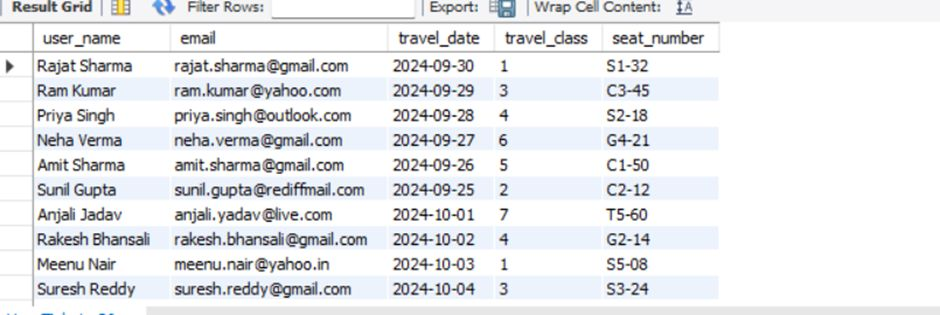 Result Grid Filter Rows: Export: Wrap Cell Content: IA
user_name email travel_date travel_class seat_number
Rajat Sharma rajat.sharma@gmail.com 2024-09-30 1 S1-32
Ram Kumar ram.kumar@yahoo.com 2024-09-29 3 C3-45
Priya Singh priya.singh@outlook.com 2024-09-28 4 S2-18
Neha Verma neha.verma@gmail.com 2024-09-27 6 G4-21
Amit Sharma amit.sharma@gmail.com 2024-09-26 5 C1-50
Sunil Gupta sunil.gupta@rediffmail.com 2024-09-25 2 C2-12
Anjali Jadav anjali.yadav@live.com 2024-10-01 7 T5-60
Rakesh Bhansali rakesh.bhansali@gmail.com 2024-10-02 4 G2-14
Meenu Nair meenu.nair@yahoo.in 2024-10-03 1 S5-08
Suresh Reddy suresh.reddy@gmail.com 2024-10-04 3 S3-24